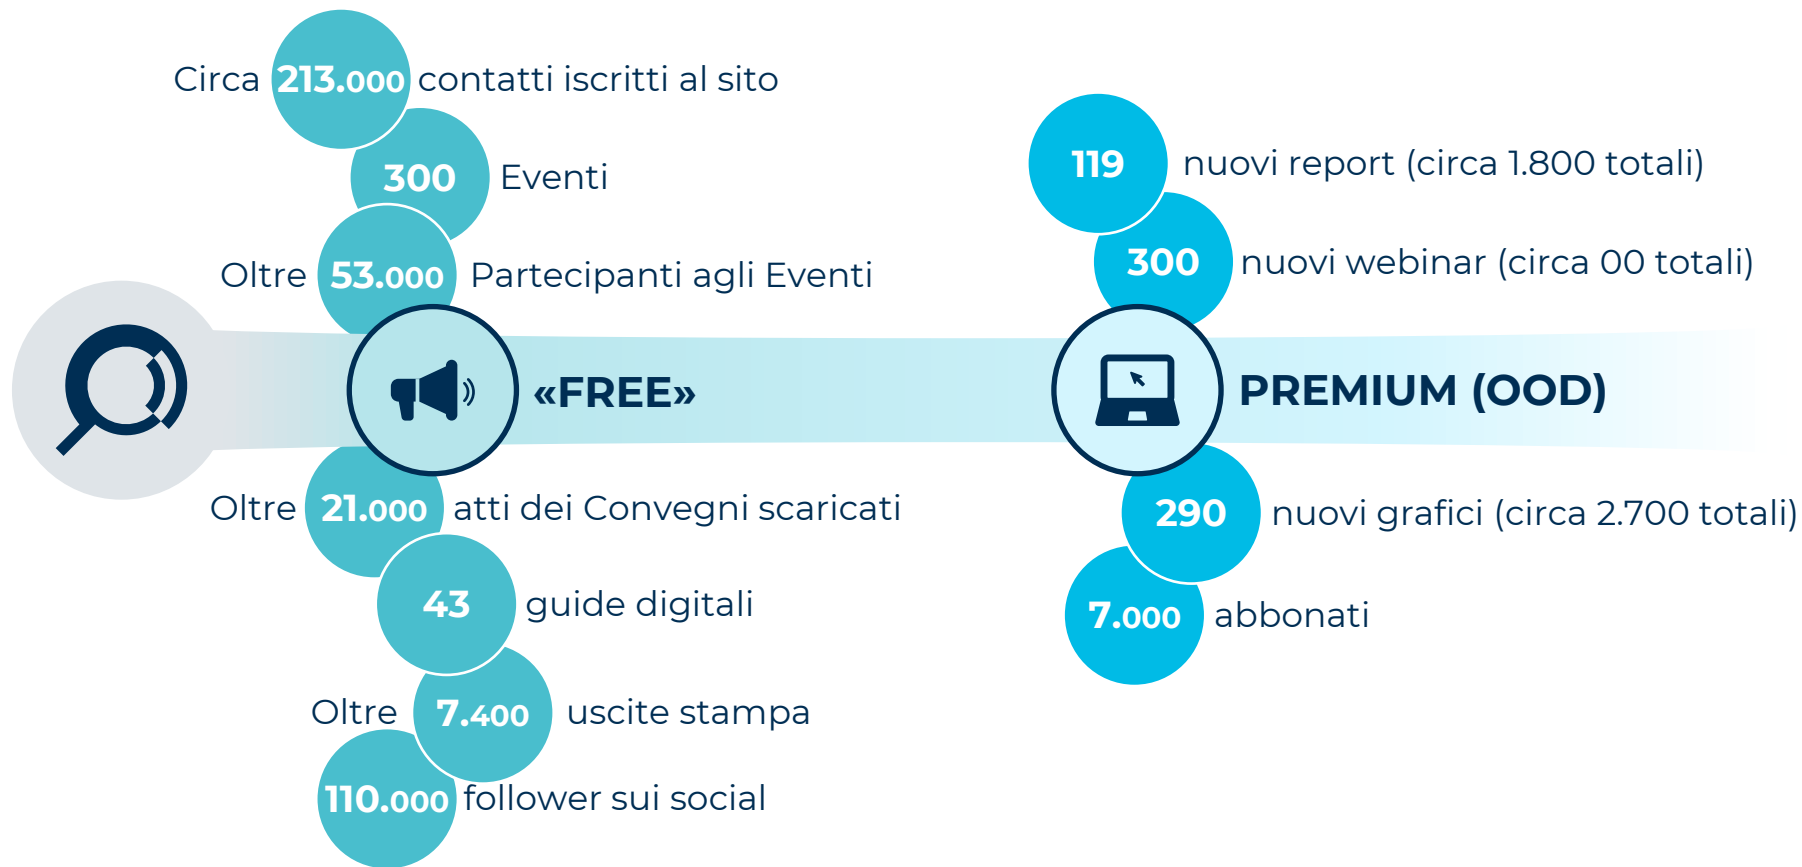 Circa 213.000 contatti iscritti al sito
300 Eventi
Oltre 53.000 Partecipanti agli Eventi
«FREE»
Oltre 21.000 atti dei Convegni scaricati
43 guide digitali
Oltre 7.400 uscite stampa
110.000 follower sui social
119 nuovi report (circa 1.800 totali)
300 nuovi webinar (circa 00 totali)
PREMIUM (OOD)
290 nuovi grafici (circa 2.700 totali)
7.000 abbonati